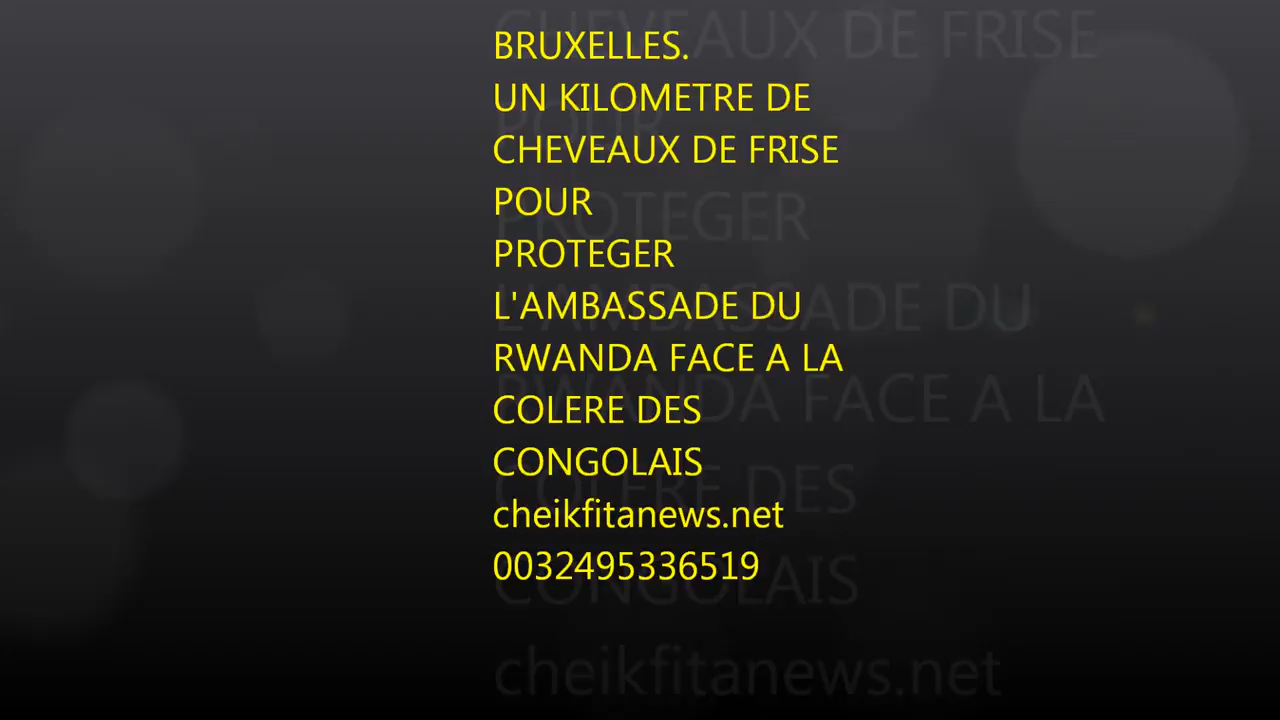 BRUXELLES.
UN KILOMETRE DE
CHEVEAUX DE FRISE
POUR
PROTEGER
L'AMBASSADE DU
RWANDA FACE A LA
COLERE DES
CONGOLAIS
cheikfitanews.net
0032495336519